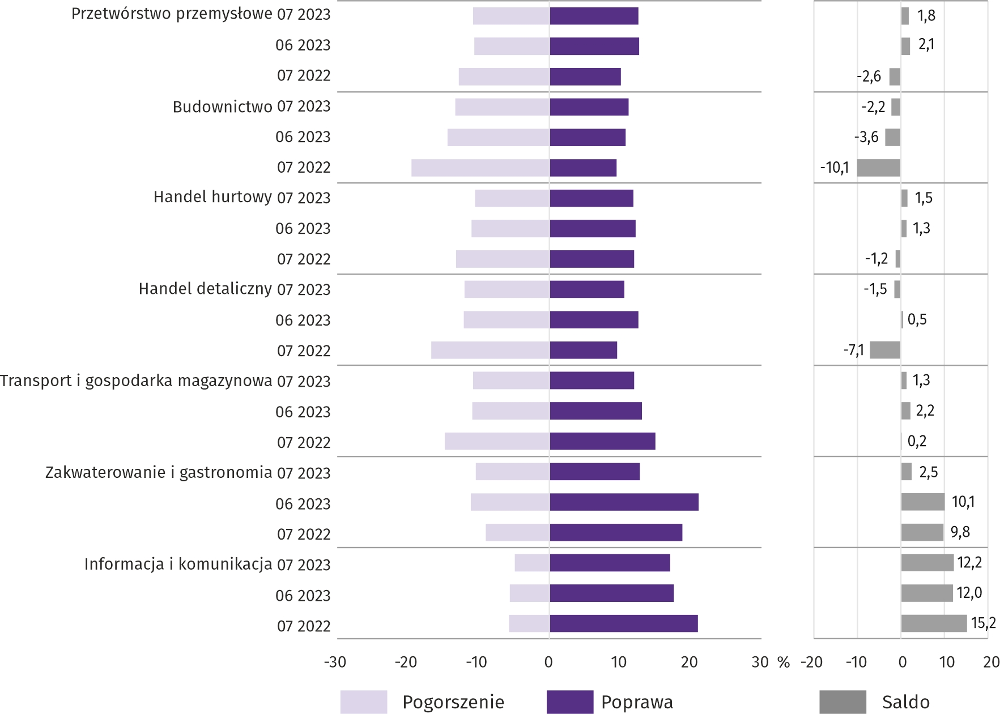 Przetwórstwo przemysłowe 07 2023 1,8
06 2023 2,1
07 2022 -2,6
Budownictwo 07 2023 -2,2
06 2023 -3,6
07 2022 -10,1
Handel hurtowy 07 2023 1,5
06 2023 1,3
07 2022 -1,2
Handel detaliczny 07 2023 -1,5
06 2023 0,5
07 2022 -7,1
Transport i gospodarka magazynowa 07 2023 1,3
06 2023 2,2
07 2022 0,2
Zakwaterowanie i gastronomia 07 2023 2,5
06 2023 10,1
07 2022 9,8
Informacja i komunikacja 07 2023 12,2
06 2023 12,0
07 2022 15,2
-30 -20 -10 0 10 20 30 % -20 -10 0 10 20
Pogorszenie Poprawa Saldo